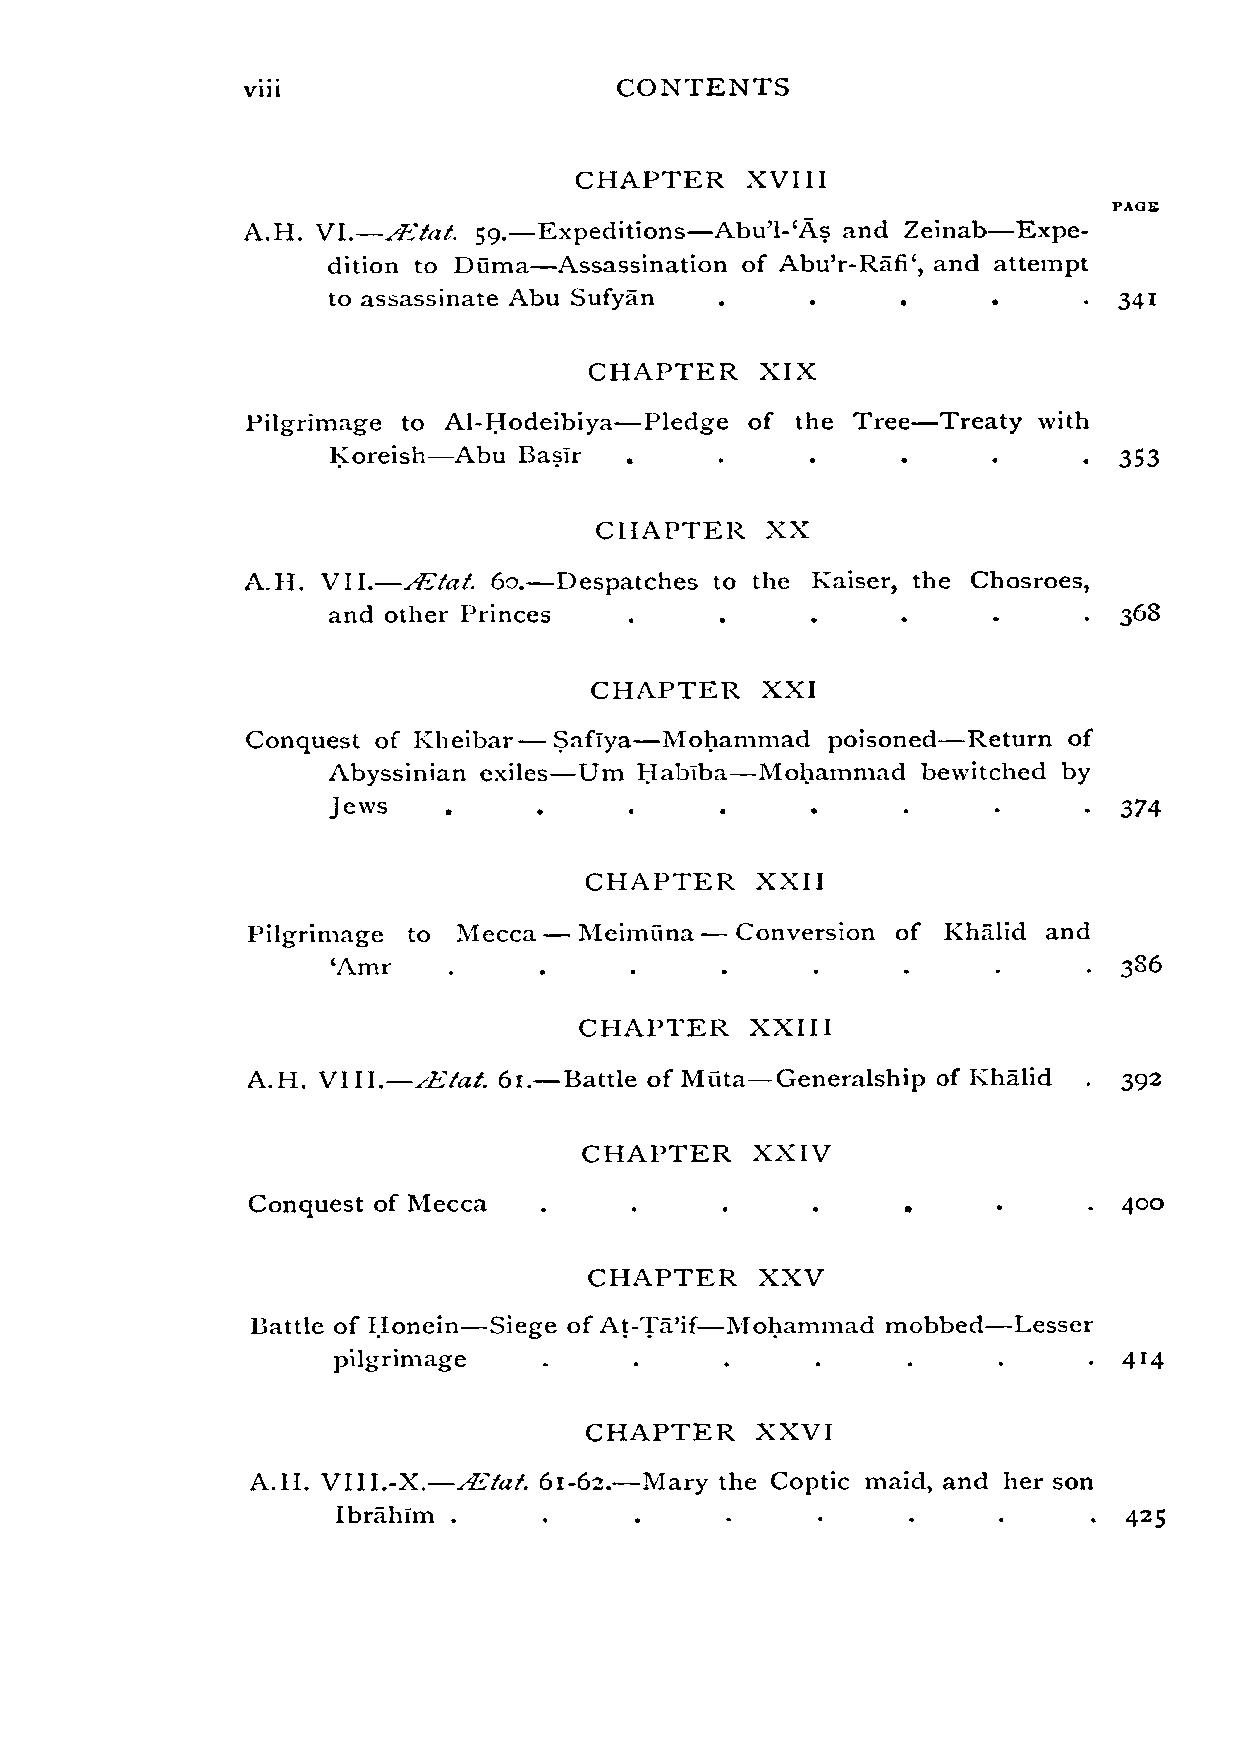 viii CONTENTS
CHAPTER XVIII
PAGE
A.H. VI.—Ætat. 59.—Expeditions—Abu’l-‘Āṣ and Zeinab—Expe-
dition to Dūma—Assassination of Abu’r-Rāfi‘, and attempt
to assassinate Abu Sufyān . . . . . 341
CHAPTER XIX
Pilgrimage to Al-Ḥodeibiya—Pledge of the Tree—Treaty with
Ḳoreish—Abu Baṣīr . . . . . . 353
CHAPTER XX
A.H. VII.—Ætat. 60.—Despatches to the Kaiser, the Chosroes,
and other Princes . . . . . . 368
CHAPTER XXI
Conquest of Kheibar—Ṣafīya—Moḥammad poisoned—Return of
Abyssinian exiles—Um Ḥabība—Moḥammad bewitched by
Jews . . . . . . . . 374
CHAPTER XXII
Pilgrimage to Mecca—Meimūna—Conversion of Khālid and
‘Amr . . . . . . . . 386
CHAPTER XXIII
A.H. VIII.—Ætat. 61.—Battle of Mūta—Generalship of Khālid . 392
CHAPTER XXIV
Conquest of Mecca . . . . . . . 400
CHAPTER XXV
Battle of Ḥonein—Siege of Aṭ-Ṭā’if—Moḥammad mobbed—Lesser
pilgrimage . . . . . . . 414
CHAPTER XXVI
A.H. VIII.-X.—Ætat. 61-62.—Mary the Coptic maid, and her son
Ibrāhīm . . . . . . . . 425